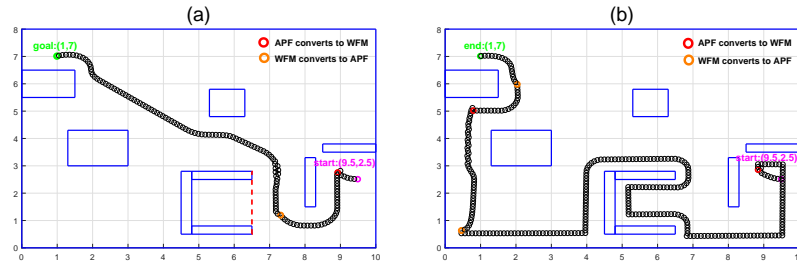 (a)
goal:(1,7)
APF converts to WFM
WFM converts to APF
start:(9.5,2.5)
8
7
6
5
4
3
2
1
0
0 1 2 3 4 5 6 7 8 9 10
(b)
end:(1,7)
APF converts to WFM
WFM converts to APF
start:(9.5,2.5)
8
7
6
5
4
3
2
1
0
0 1 2 3 4 5 6 7 8 9 10